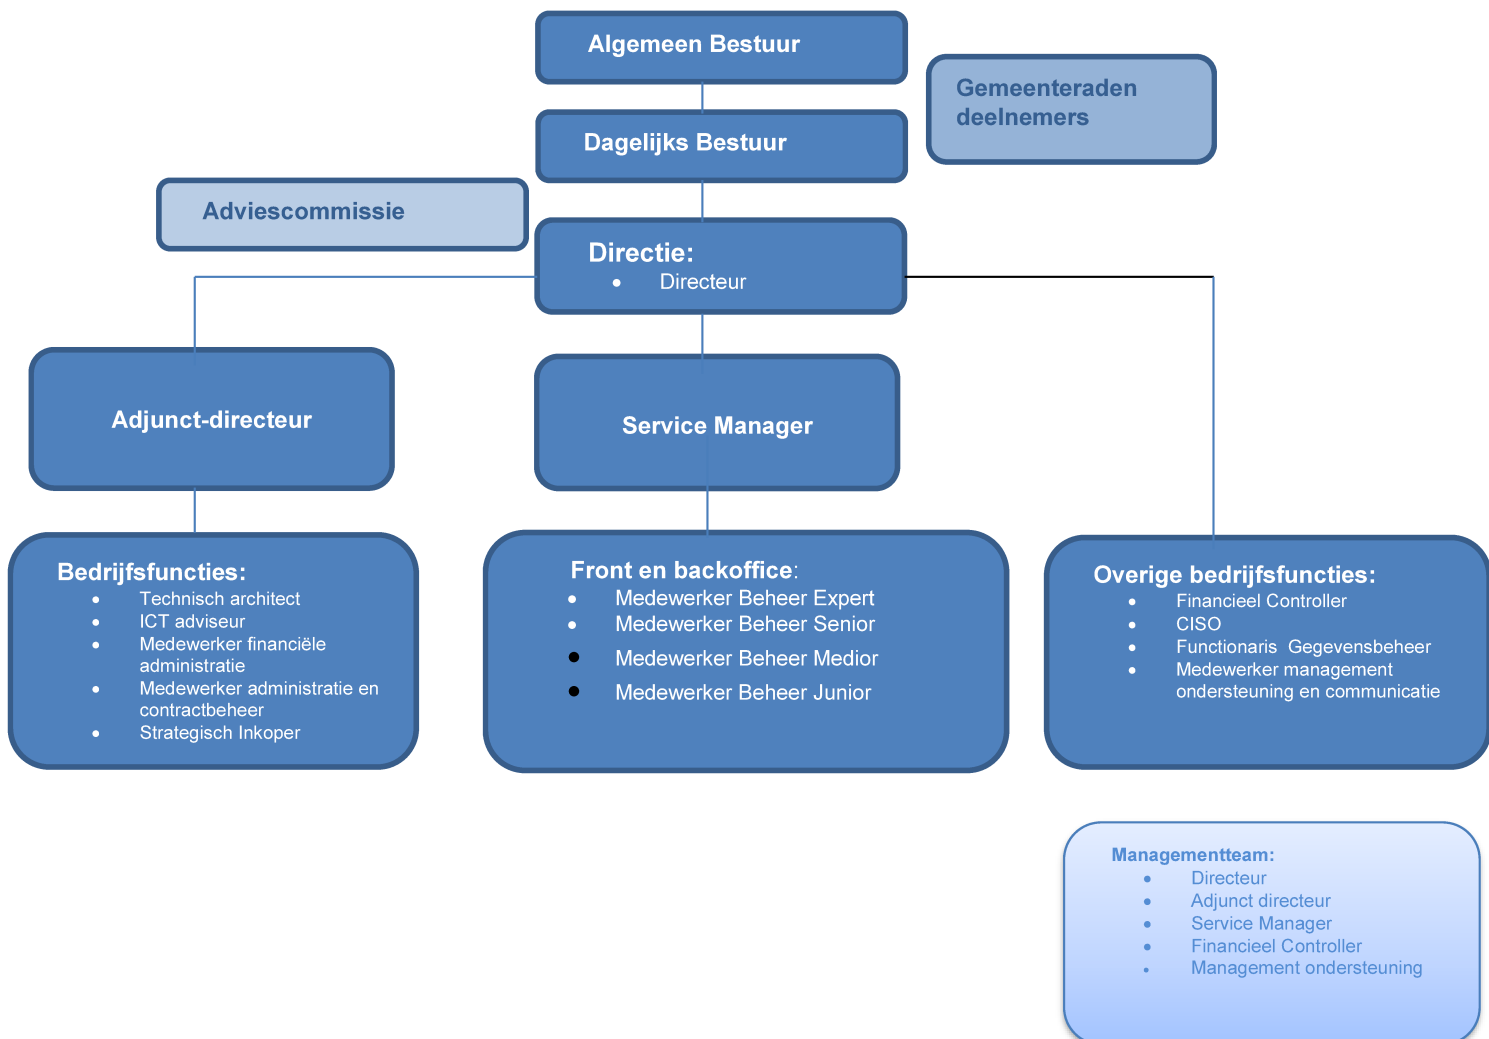 Algemeen Bestuur
Gemeenteraden
deelnemers
Dagelijks Bestuur
Adviescommissie
Directie:
• Directeur
Adjunct-directeur
Service Manager
Bedrijfsfuncties:
• Technisch architect
• ICT adviseur
• Medewerker financiële
administratie
• Medewerker administratie en
contractbeheer
• Strategisch Inkoper
Front en backoffice:
• Medewerker Beheer Expert
• Medewerker Beheer Senior
• Medewerker Beheer Medior
• Medewerker Beheer Junior
Overige bedrijfsfuncties:
• Financieel Controller
• CISO
• Functionaris  Gegevensbeheer
• Medewerker management
ondersteuning en communicatie
Managementteam:
• Directeur
• Adjunct directeur
• Service Manager
• Financieel Controller
• Management ondersteuning